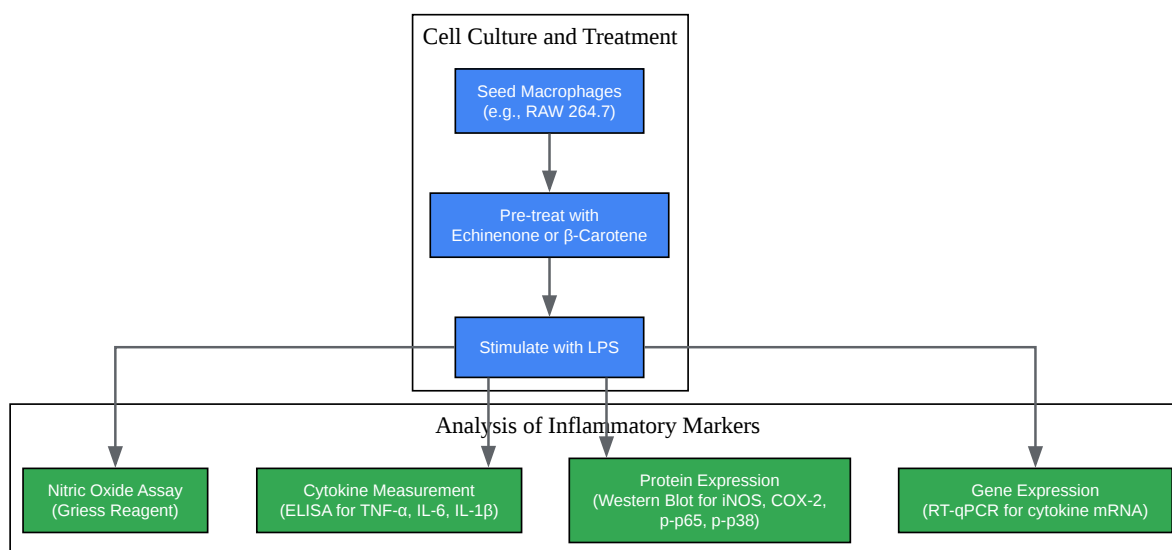 Cell Culture and Treatment
Seed Macrophages
(e.g., RAW 264.7)
Pre-treat with
Echinenone or β-Carotene
Stimulate with LPS
Analysis of Inflammatory Markers
Nitric Oxide Assay
(Griess Reagent)
Cytokine Measurement
(ELISA for TNF-α, IL-6, IL-1β)
Protein Expression
(Western Blot for iNOS, COX-2,
p-p65, p-p38)
Gene Expression
(RT-qPCR for cytokine mRNA)